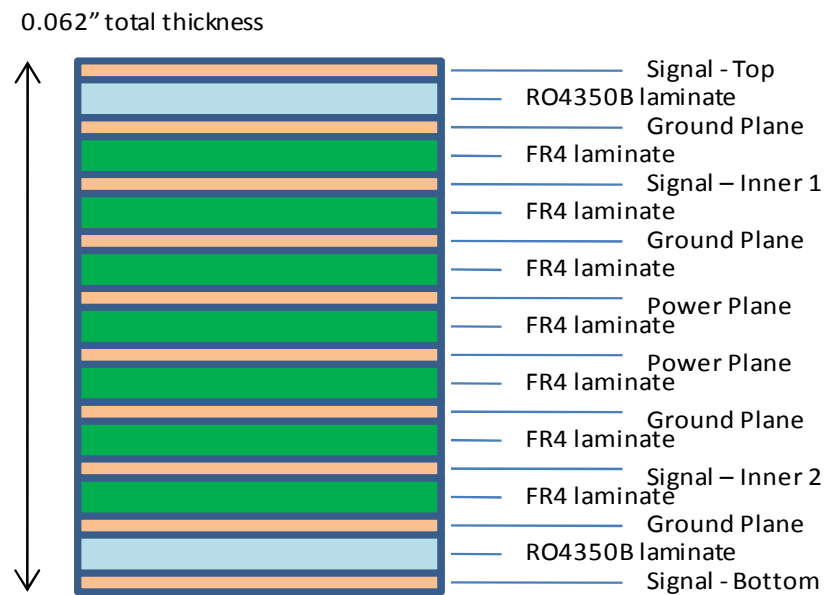 0.062” total thickness
Signal - Top
RO4350B laminate
Ground Plane
FR4 laminate
Signal – Inner 1
FR4 laminate
Ground Plane
FR4 laminate
Power Plane
FR4 laminate
Power Plane
FR4 laminate
Ground Plane
FR4 laminate
Signal – Inner 2
FR4 laminate
Ground Plane
RO4350B laminate
Signal - Bottom